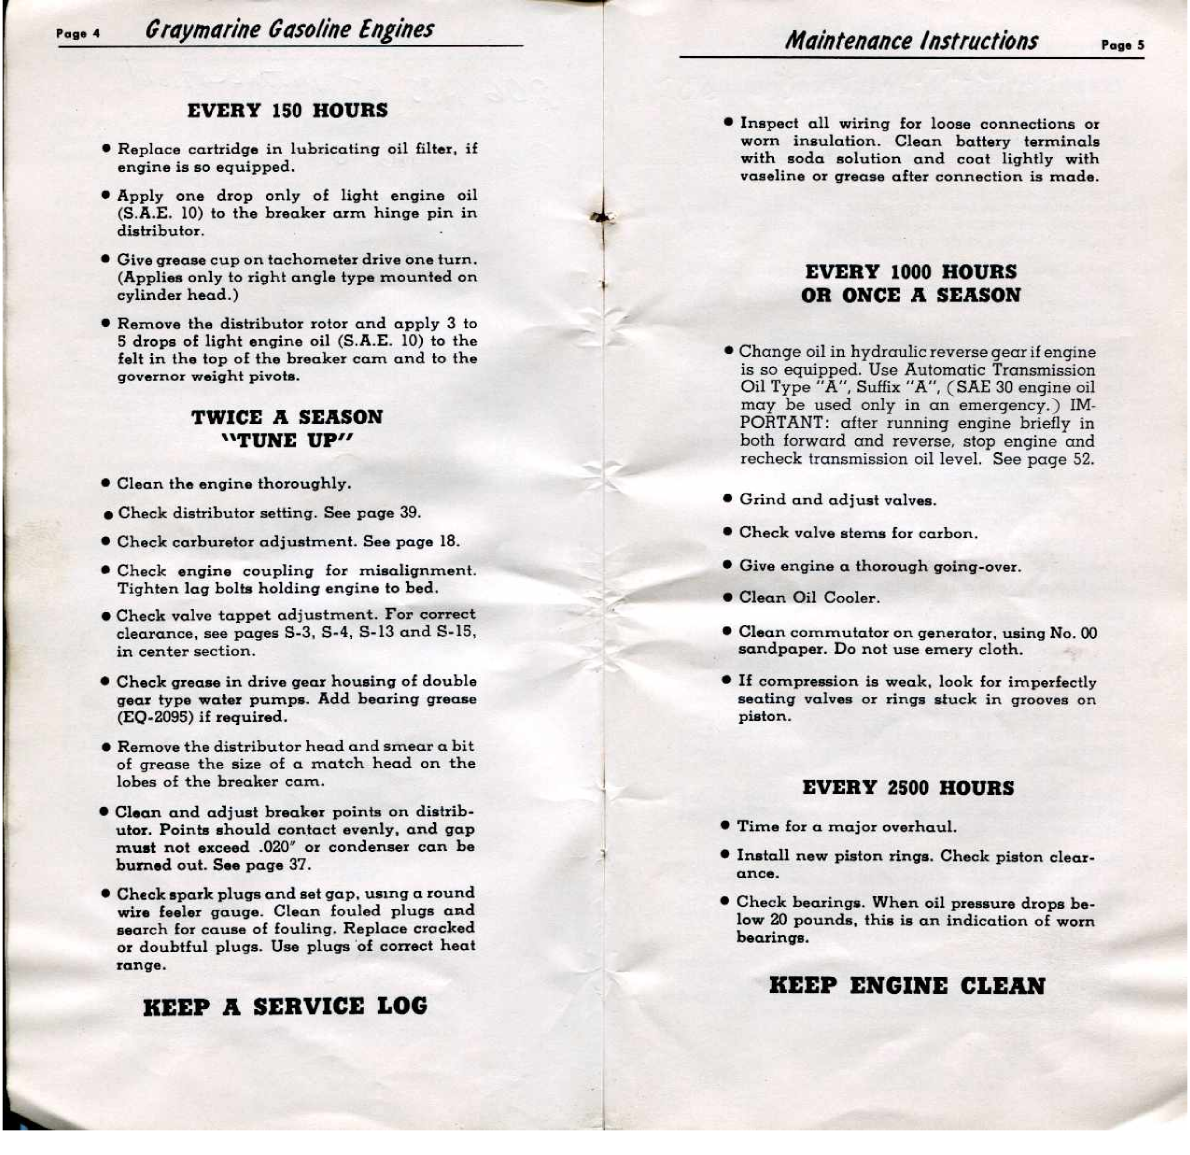 Page 4 Graymarine Gasoline Engines
EVERY 150 HOURS
• Replace cartridge in lubricating oil filter, if
engine is so equipped.
• Apply one drop only of light engine oil
(S.A.E. 10) to the breaker arm hinge pin in
distributor.
• Give grease cup on tachometer drive one turn.
(Applies only to right angle type mounted on
cylinder head.)
• Remove the distributor rotor and apply 3 to
5 drops of light engine oil (S.A.E. 10) to the
felt in the top of the breaker cam and to the
governor weight pivots.
TWICE A SEASON
"TUNE UP"
• Clean the engine thoroughly.
• Check distributor setting. See page 39.
• Check carburetor adjustment. See page 18.
• Check engine coupling for misalignment.
Tighten lag bolts holding engine to bed.
• Check valve tappet adjustment. For correct
clearance, see pages S-3, S-4, S-13 and S-15,
in center section.
• Check grease in drive gear housing of double
gear type water pumps. Add bearing grease
(EQ-2095) if required.
• Remove the distributor head and smear a bit
of grease the size of a match head on the
lobes of the breaker cam.
• Clean and adjust breaker points on distrib-
utor. Points should contact evenly, and gap
must not exceed .020" or condenser can be
burned out. See page 37.
• Check spark plugs and set gap, using a round
wire feeler gauge. Clean fouled plugs and
search for cause of fouling. Replace cracked
or doubtful plugs. Use plugs of correct heat
range.
KEEP A SERVICE LOG
Maintenance Instructions Page 5
• Inspect all wiring for loose connections or
worn insulation. Clean battery terminals
with soda solution and coat lightly with
vaseline or grease after connection is made.
EVERY 1000 HOURS
OR ONCE A SEASON
• Change oil in hydraulic reverse gear if engine
is so equipped. Use Automatic Transmission
Oil Type "A", Suffix "A", (SAE 30 engine oil
may be used only in an emergency.) IM-
PORTANT: after running engine briefly in
both forward and reverse, stop engine and
recheck transmission oil level. See page 52.
• Grind and adjust valves.
• Check valve stems for carbon.
• Give engine a thorough going-over.
• Clean Oil Cooler.
• Clean commutator on generator, using No. 00
sandpaper. Do not use emery cloth.
• If compression is weak, look for imperfectly
seating valves or rings stuck in grooves on
piston.
EVERY 2500 HOURS
• Time for a major overhaul.
• Install new piston rings. Check piston clear-
ance.
• Check bearings. When oil pressure drops be-
low 20 pounds, this is an indication of worn
bearings.
KEEP ENGINE CLEAN